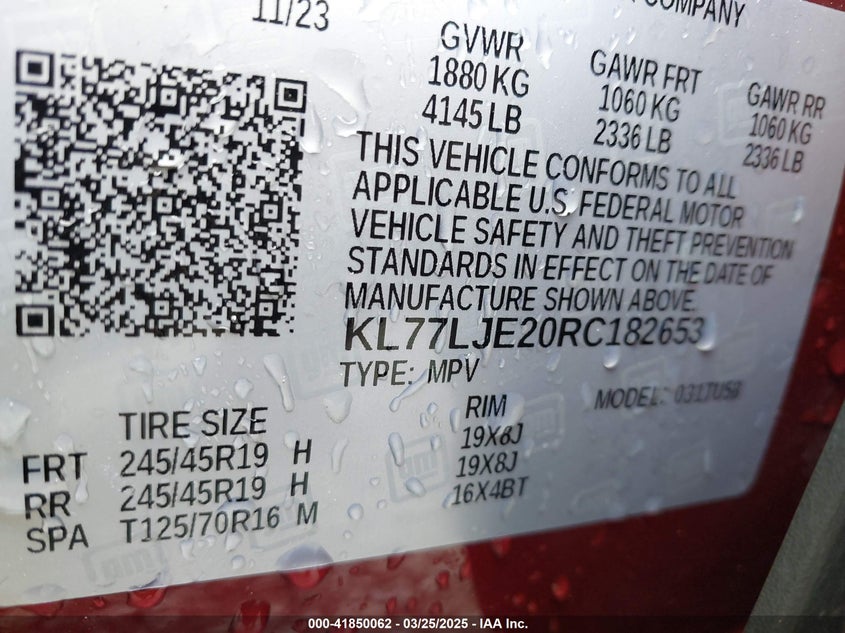 11/23
COMPANY
GVWR
1880 KG
4145 LB
GAWR FRT
1060 KG
2336 LB
GAWR RR
1060 KG
2336 LB
THIS VEHICLE CONFORMS TO ALL
APPLICABLE U.S. FEDERAL MOTOR
VEHICLE SAFETY AND THEFT PREVENTION
STANDARDS IN EFFECT ON THE DATE OF
MANUFACTURE SHOWN ABOVE.
KL77LJE20RC182653
TYPE: MPV
MODEL:
TIRE SIZE RIM
FRT 245/45R19 H 19X8J
RR 245/45R19 H 19X8J
SPA T125/70R16 M 16X4BT
000-41850062 - 03/25/2025 - IAA Inc.